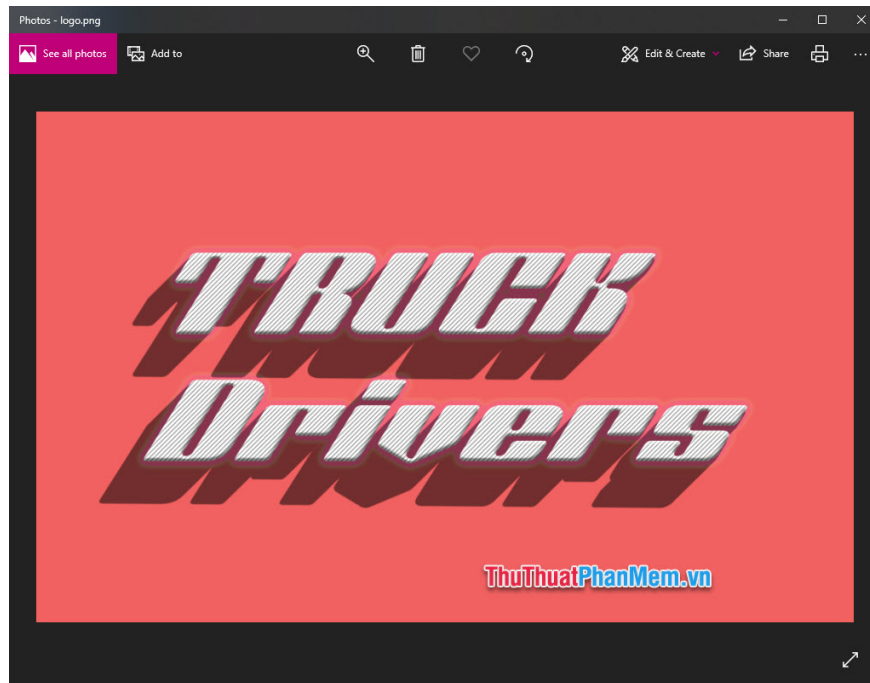 Photos - logo.png
See all photos
Add to
Edit & Create
Share
TRUCK
Drivers
ThuThuatPhanMem.vn